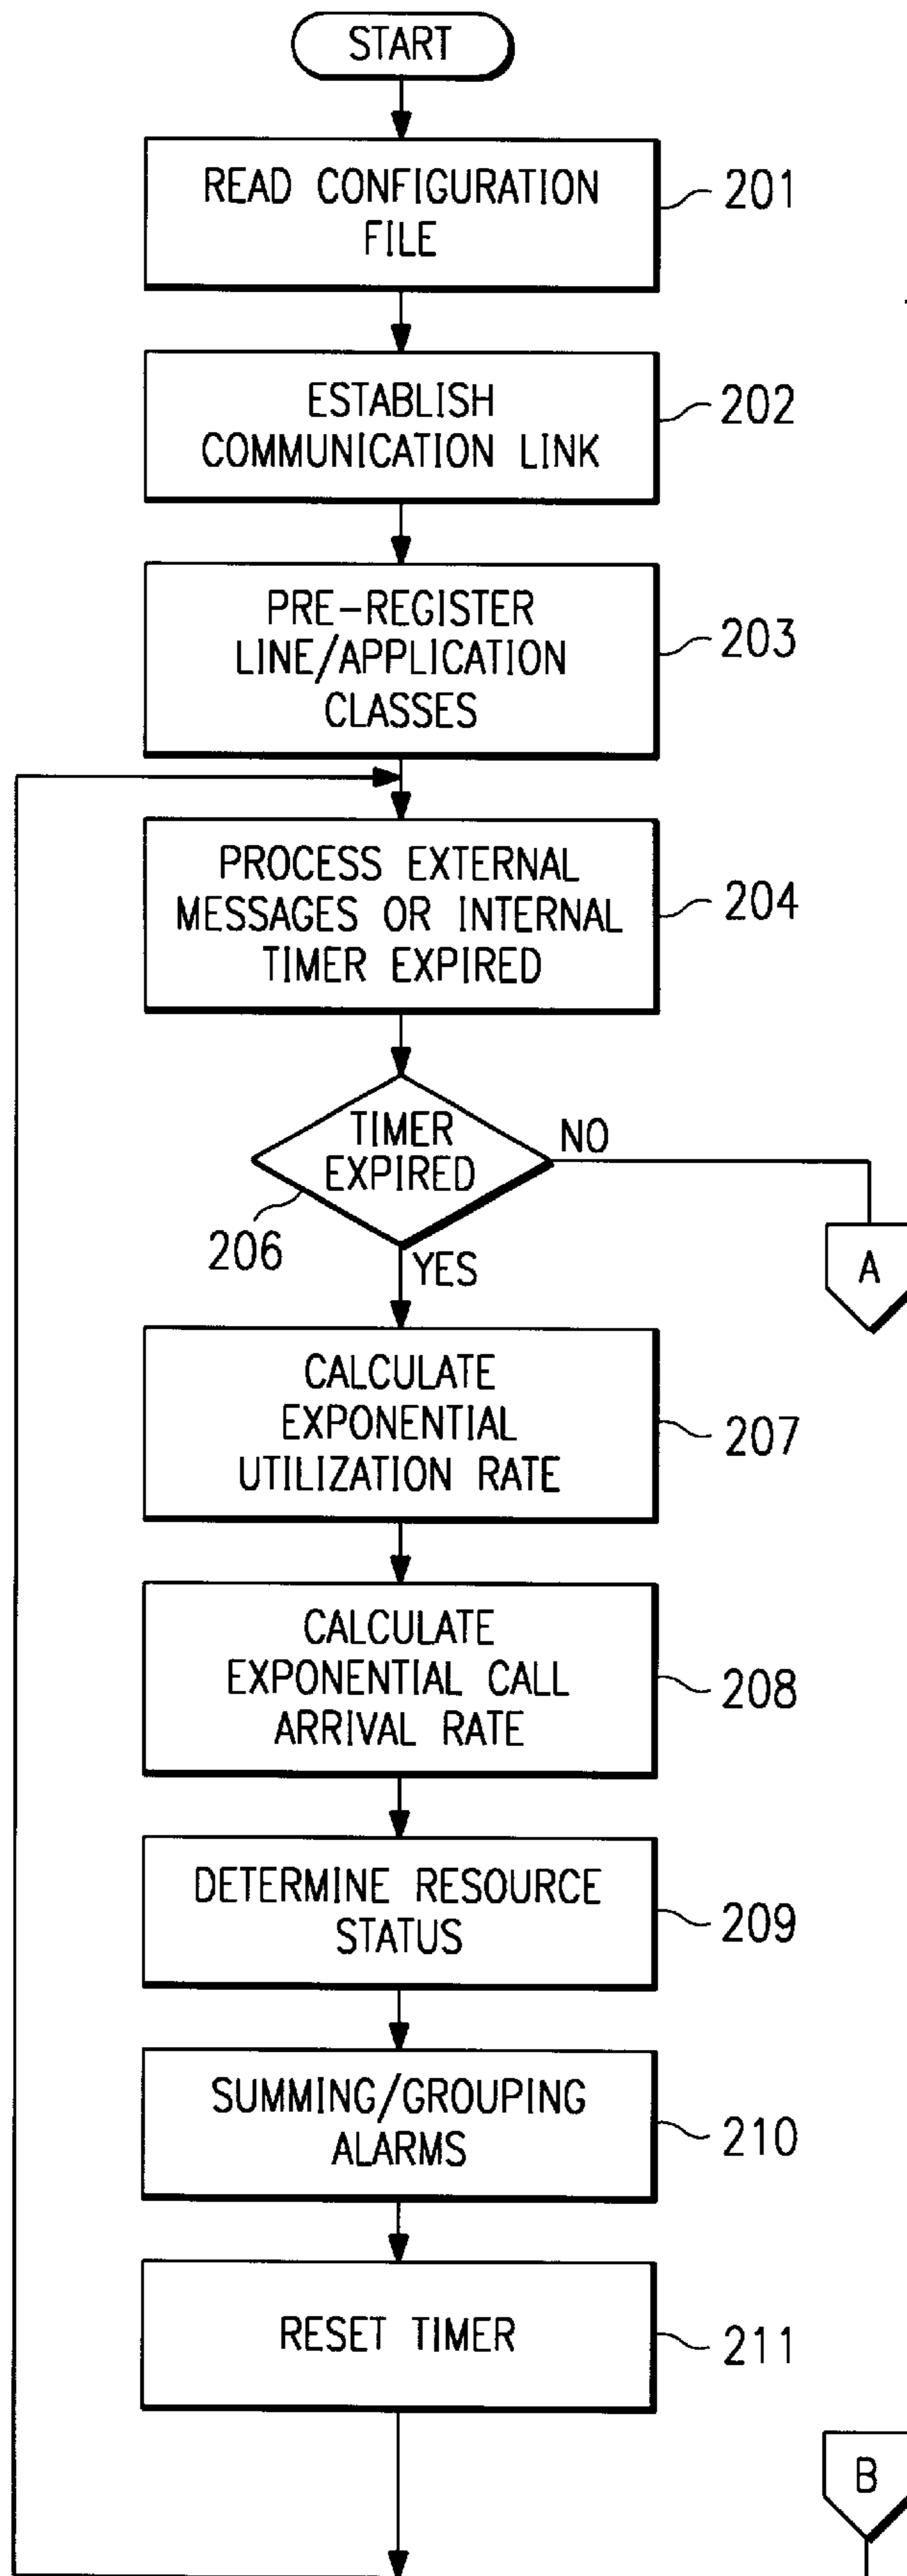 START
READ CONFIGURATION
FILE
201
ESTABLISH
COMMUNICATION LINK
202
PRE-REGISTER
LINE/APPLICATION
CLASSES
203
PROCESS EXTERNAL
MESSAGES OR INTERNAL
TIMER EXPIRED
204
TIMER
EXPIRED
206
NO
A
YES
CALCULATE
EXPONENTIAL
UTILIZATION RATE
207
CALCULATE
EXPONENTIAL CALL
ARRIVAL RATE
208
DETERMINE RESOURCE
STATUS
209
SUMMING/GROUPING
ALARMS
210
RESET TIMER
211
B